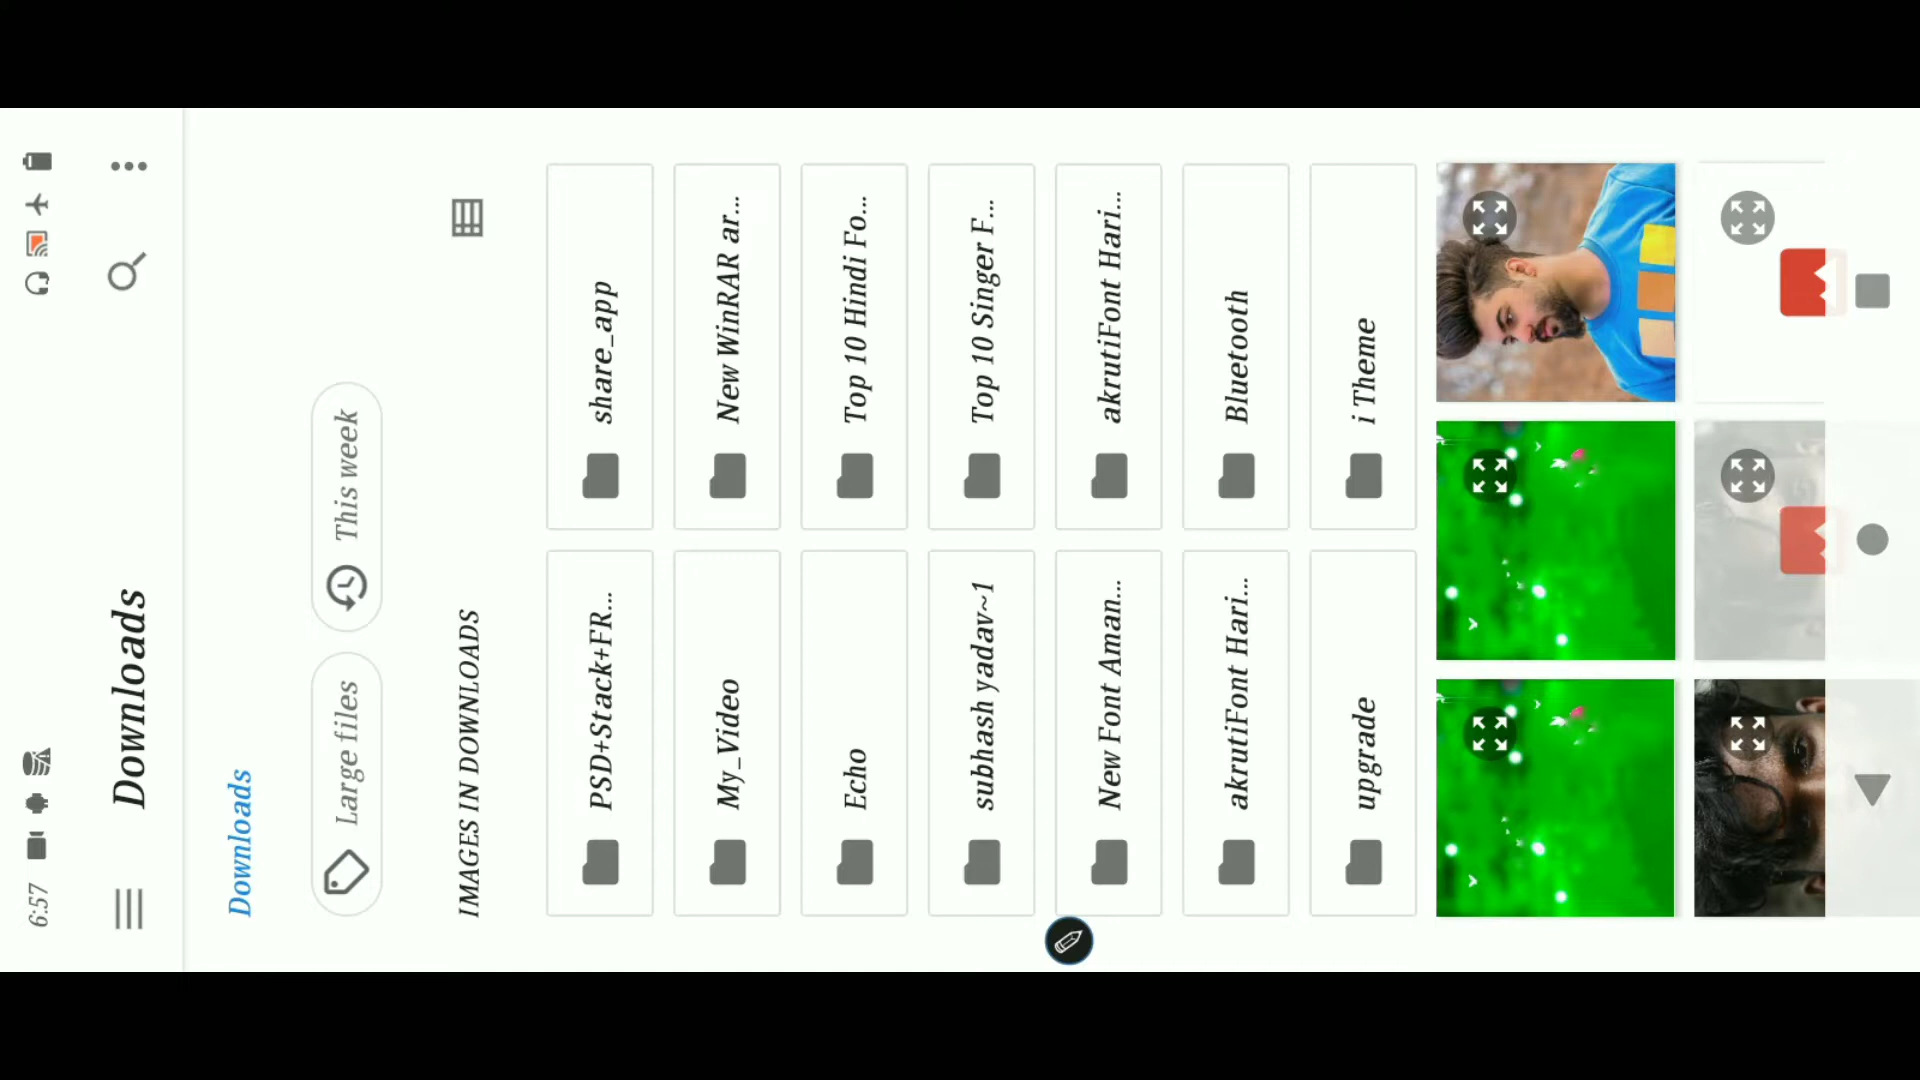 6:57
Downloads
Downloads
Large files
This week
IMAGES IN DOWNLOADS
PSD+Stack+FR...
share_app
My_Video
New WinRAR ar...
Echo
Top 10 Hindi Fo...
subhash yadav~1
Top 10 Singer F...
New Font Aman...
akrutiFont Hari...
akrutiFont Hari...
Bluetooth
upgrade
i Theme